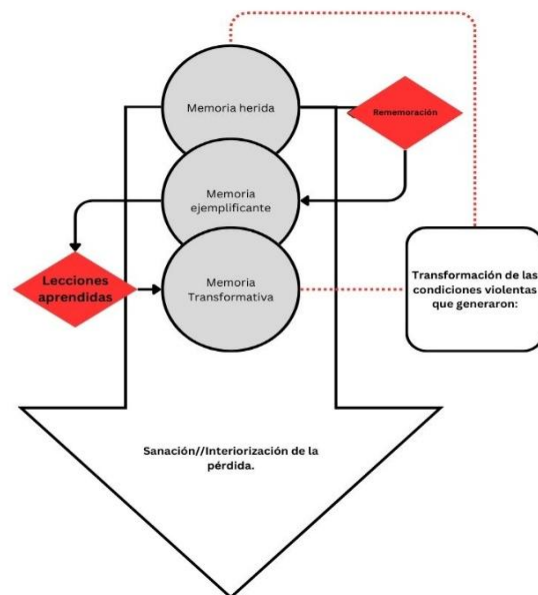 Memoria herida
Rememoración
Memoria
ejemplificante
Lecciones
aprendidas
Memoria
Transformativa
Transformación de las
condiciones violentas
que generaron:
Sanación//Interiorización de la
pérdida.